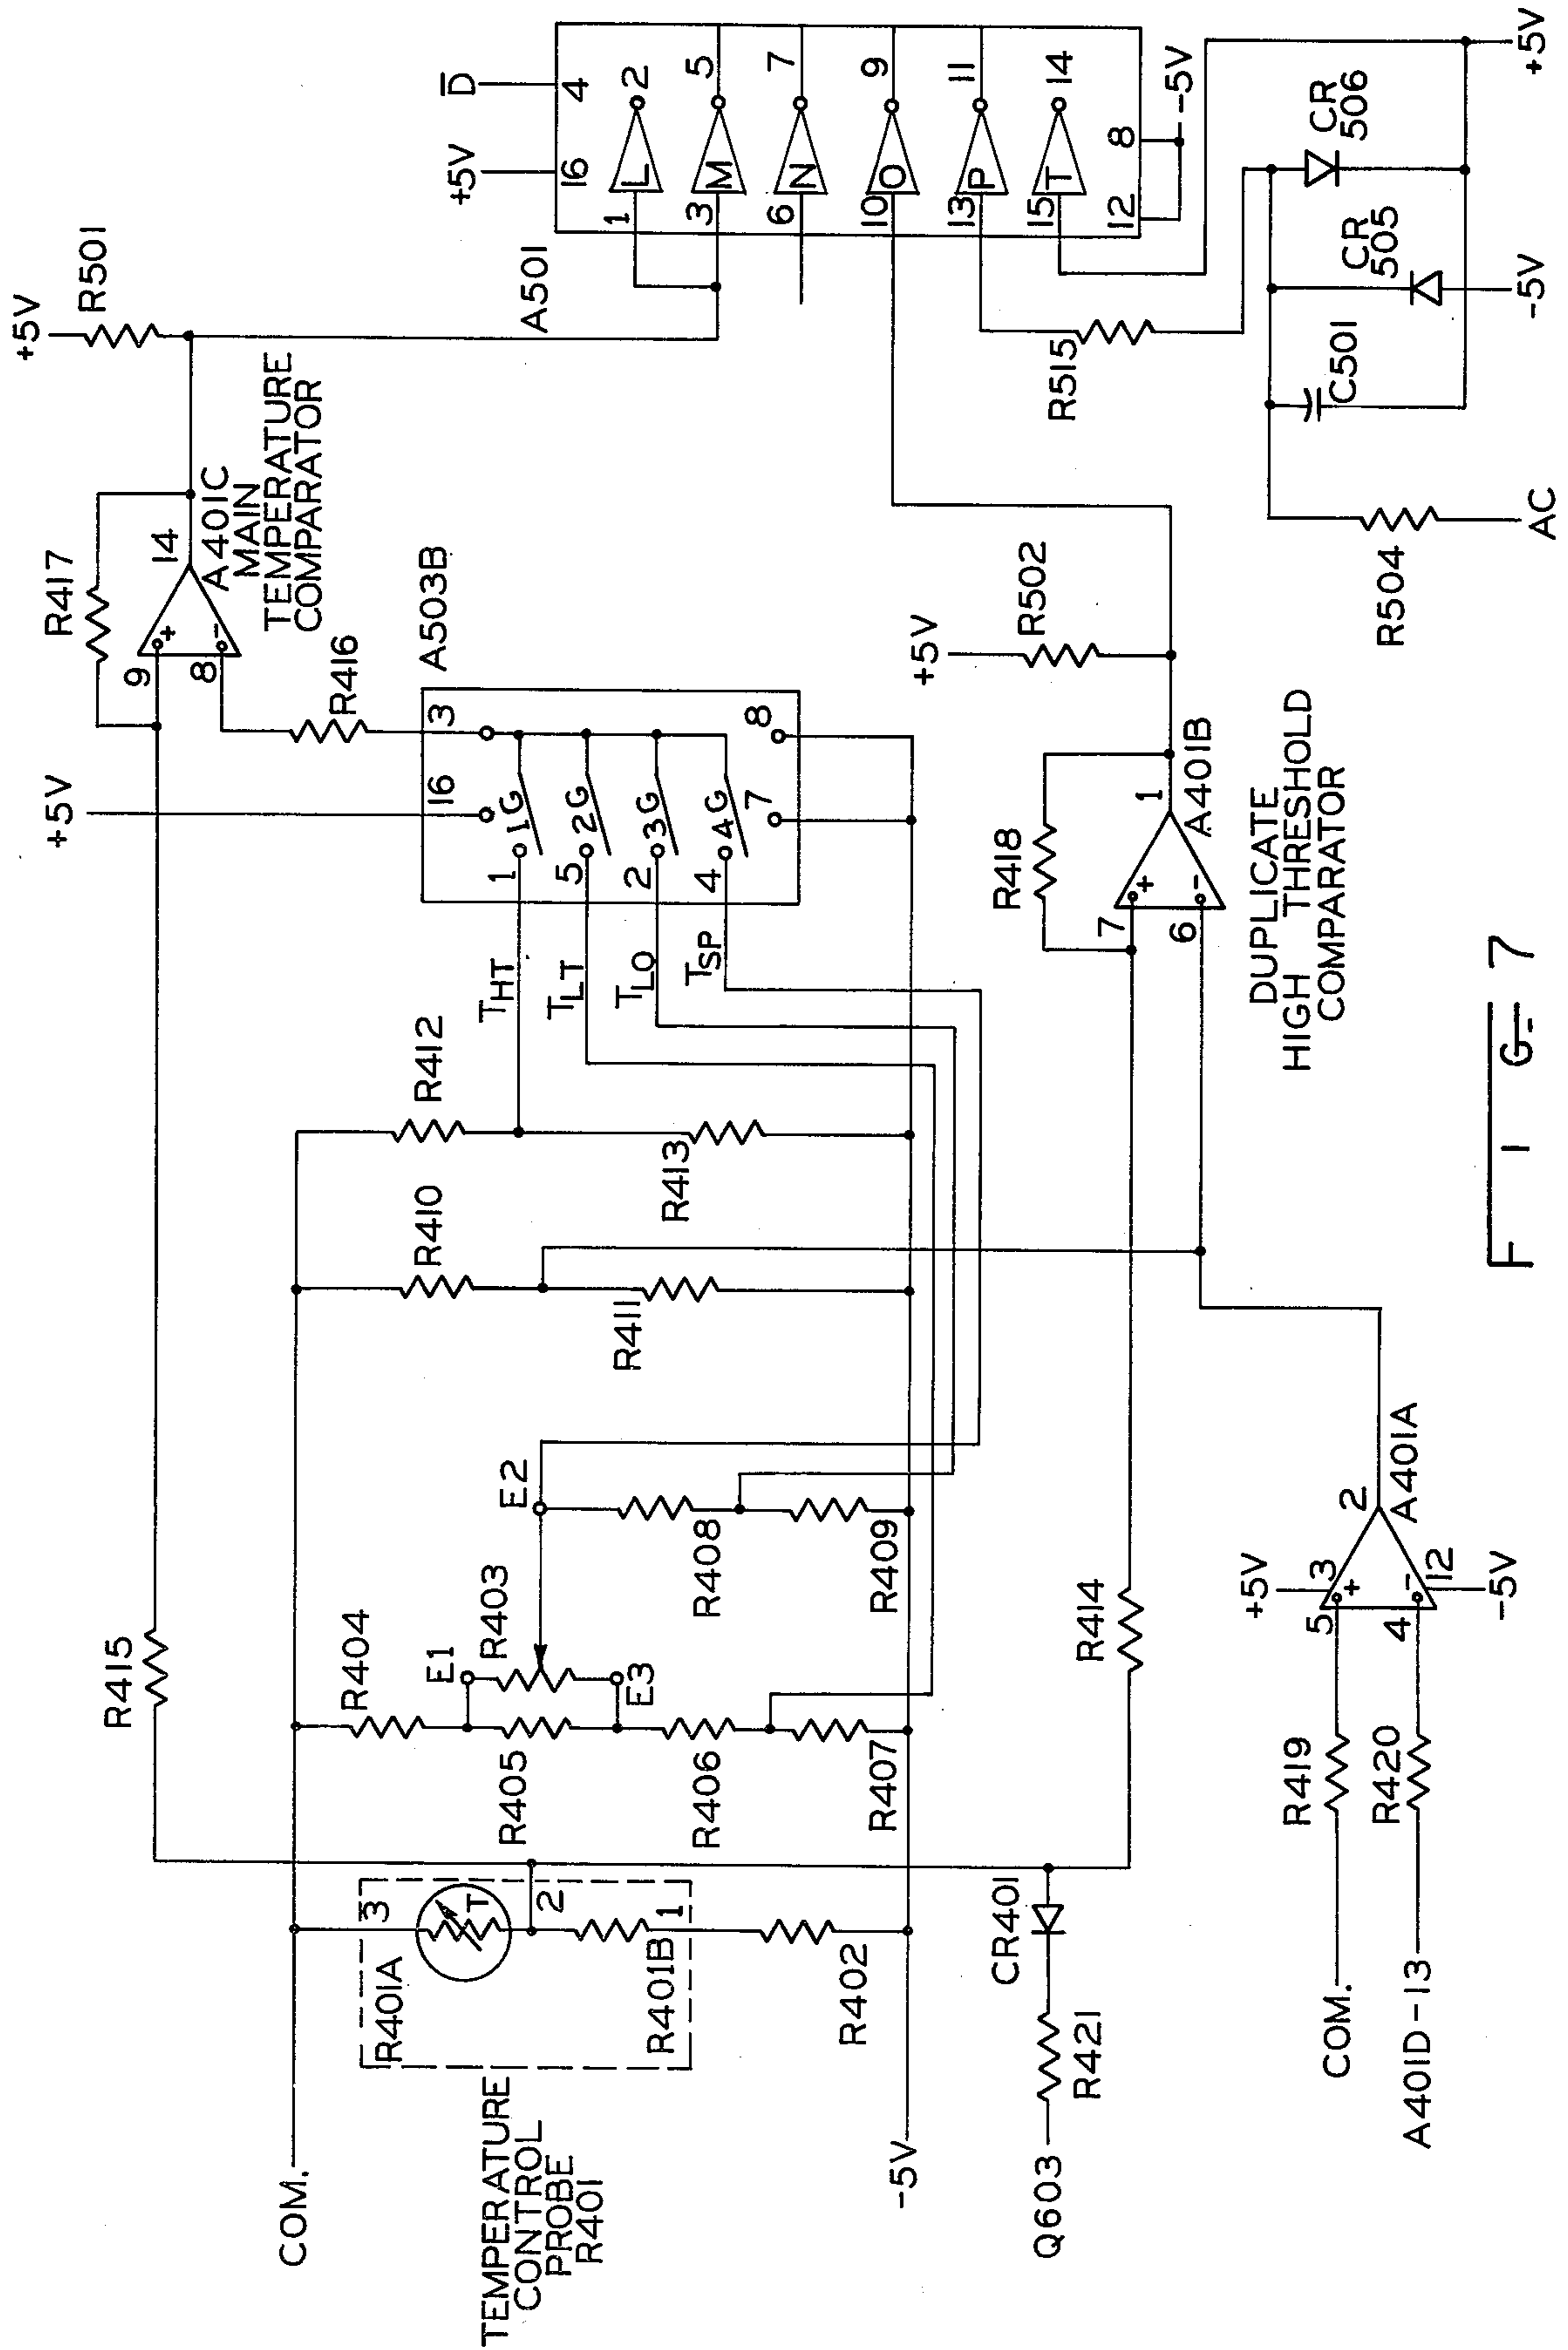 +5V
R501
+5V
D
16
4
L
1
2
M
3
5
N
6
7
O
10
9
P
13
11
T
15
14
12
8
-5V
A501
R417
14
A401C
MAIN
TEMPERATURE
COMPARATOR
9
+
8
-
R416
+5V
A503B
16
3
1G
2G
3G
4G
1
5
2
4
7
8
T_HT
T_LT
T_LO
T_SP
R515
CR
506
CR
505
C501
-5V
+5V
R504
AC
+5V
R502
R418
7
+
6
-
1
A401B
DUPLICATE
HIGH THRESHOLD
COMPARATOR
R412
R413
R410
R411
R415
R404
E1
R403
E2
E3
R405
R406
R407
R408
R409
R414
COM.
3
T
2
1
R401A
R401B
TEMPERATURE
CONTROL
PROBE
R401
R402
-5V
CR401
R421
Q603
+5V
3
5
+
4
-
12
-5V
2
A401A
R419
R420
COM.
A401D-13
FIG. 7